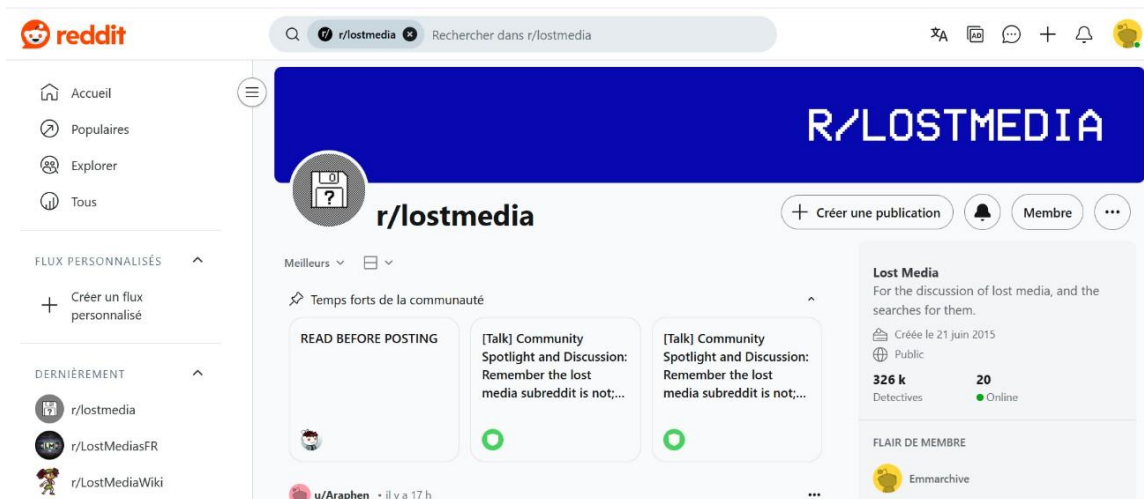 reddit
r/lostmedia
Rechercher dans r/lostmedia
Accueil
Populaires
Explorer
Tous
FLUX PERSONNALISÉS
Créer un flux
personnalisé
DERNIÈREMENT
r/lostmedia
r/LostMediasFR
r/LostMediaWiki
R/LOSTMEDIA
r/lostmedia
Créer une publication
Membre
Meilleurs
Temps forts de la communauté
READ BEFORE POSTING
[Talk] Community
Spotlight and Discussion:
Remember the lost
media subreddit is not;...
[Talk] Community
Spotlight and Discussion:
Remember the lost
media subreddit is not;...
u/Araphen • il y a 17 h
Lost Media
For the discussion of lost media, and the
searches for them.
Créée le 21 juin 2015
Public
326 k
Detectives
20
Online
FLAIR DE MEMBRE
Emmarchive